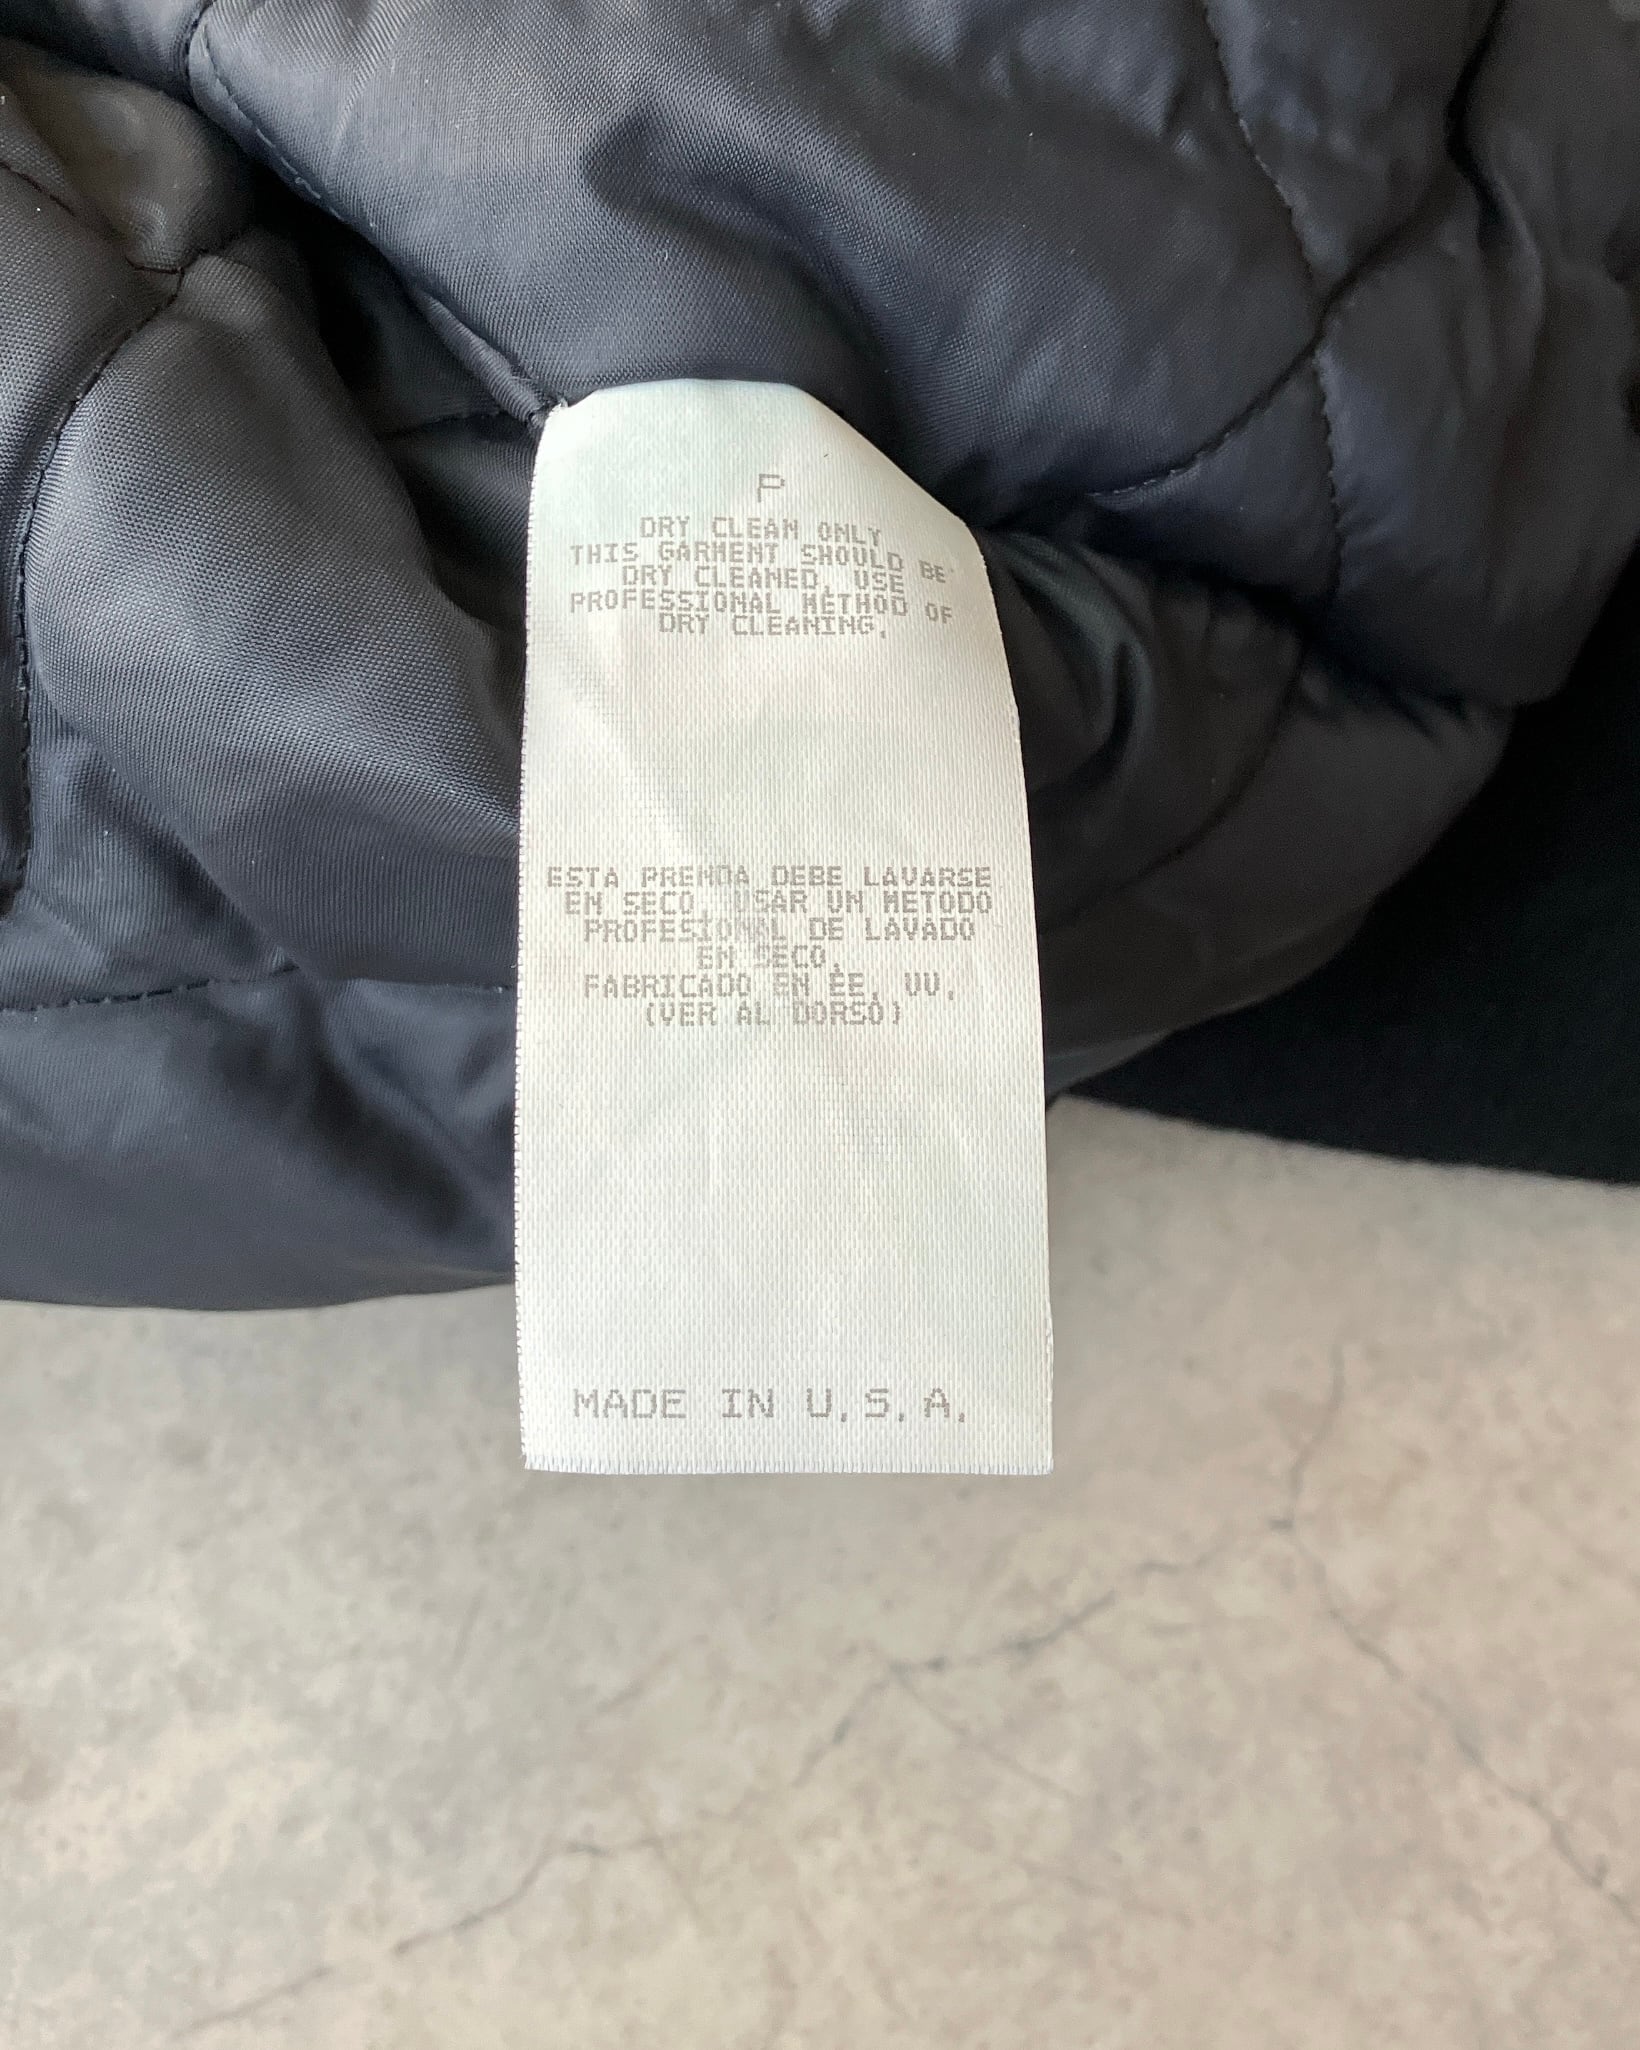 P
DRY CLEAN ONLY
THIS GARMENT SHOULD BE
DRY CLEANED. USE
PROFESSIONAL METHOD OF
DRY CLEANING.
ESTA PRENDA DEBE LAVARSE
EN SECO. USAR UN METODO
PROFESIONAL DE LAVADO
EN SECO.
FABRICADO EN EE. UU.
(VER AL DORSO)
MADE IN U.S.A.